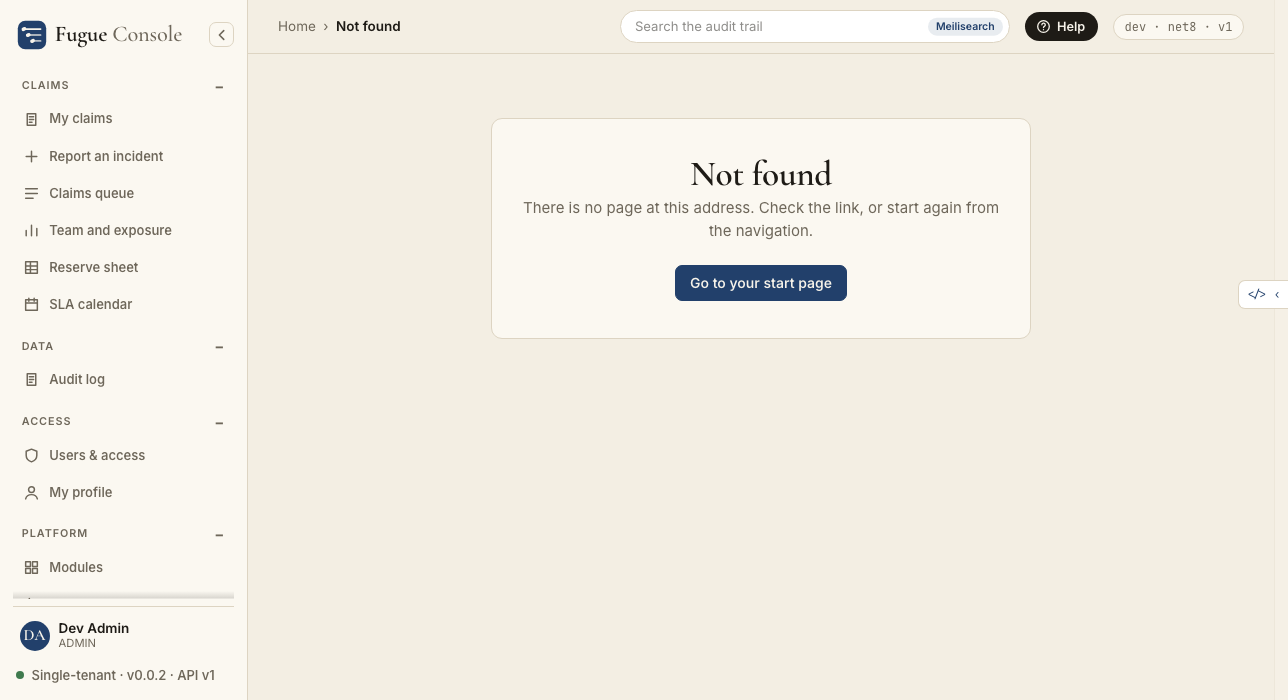 Fugue Console
CLAIMS
My claims
Report an incident
Claims queue
Team and exposure
Reserve sheet
SLA calendar
DATA
Audit log
ACCESS
Users & access
My profile
PLATFORM
Modules
DA
Dev Admin
ADMIN
Single-tenant · v0.0.2 · API v1
Home › Not found
Search the audit trail
Meilisearch
Help
dev · net8 · v1
Not found
There is no page at this address. Check the link, or start again from
the navigation.
Go to your start page
</> ‹